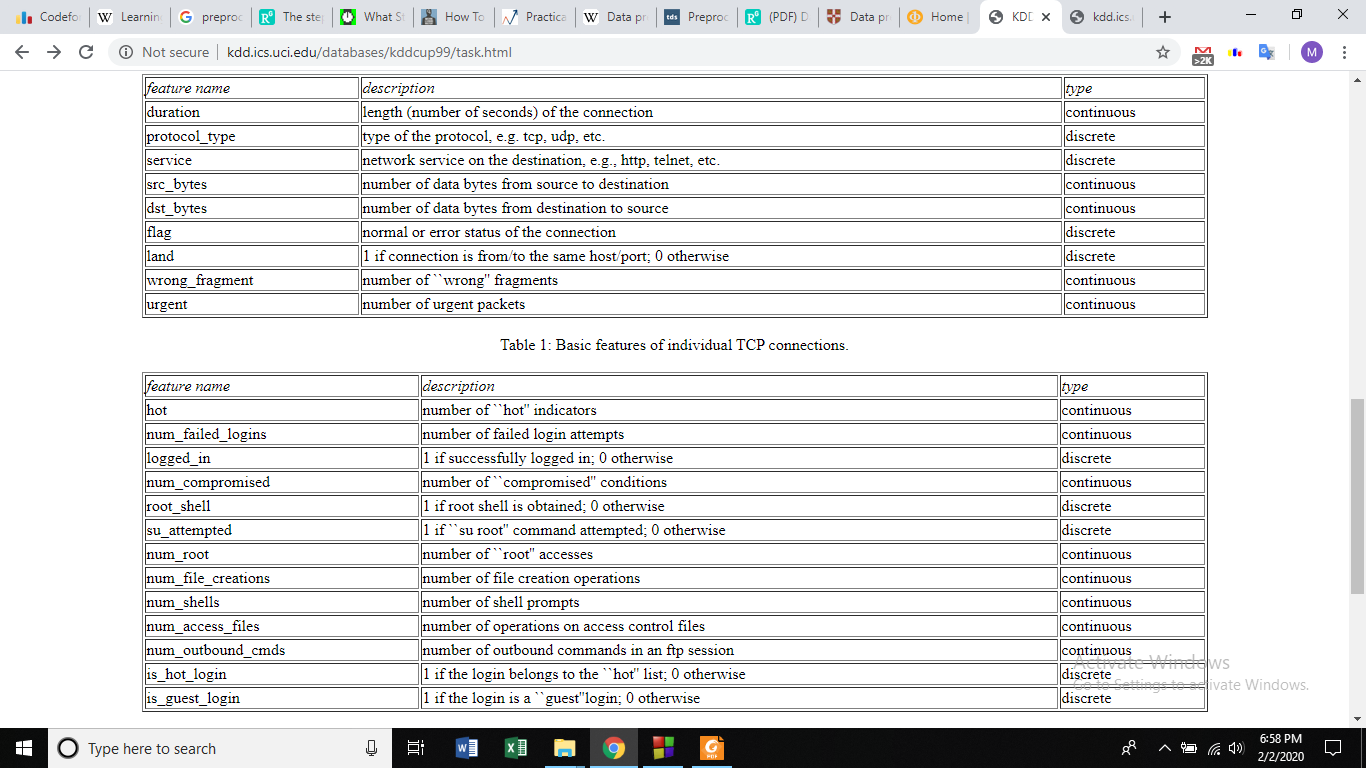 Codefo
Learnin
preproc
The step
What St
How To
Practica
Data pr
Preproc
(PDF) D
Data pr
Home
KDD
kdd.ics.
Not secure | kdd.ics.uci.edu/databases/kddcup99/task.html
>2K
M
feature name description type
duration length (number of seconds) of the connection continuous
protocol_type type of the protocol, e.g. tcp, udp, etc. discrete
service network service on the destination, e.g., http, telnet, etc. discrete
src_bytes number of data bytes from source to destination continuous
dst_bytes number of data bytes from destination to source continuous
flag normal or error status of the connection discrete
land 1 if connection is from/to the same host/port; 0 otherwise discrete
wrong_fragment number of ``wrong'' fragments continuous
urgent number of urgent packets continuous
Table 1: Basic features of individual TCP connections.
feature name description type
hot number of ``hot'' indicators continuous
num_failed_logins number of failed login attempts continuous
logged_in 1 if successfully logged in; 0 otherwise discrete
num_compromised number of ``compromised'' conditions continuous
root_shell 1 if root shell is obtained; 0 otherwise discrete
su_attempted 1 if ``su root'' command attempted; 0 otherwise discrete
num_root number of ``root'' accesses continuous
num_file_creations number of file creation operations continuous
num_shells number of shell prompts continuous
num_access_files number of operations on access control files continuous
num_outbound_cmds number of outbound commands in an ftp session continuous
is_hot_login 1 if the login belongs to the ``hot'' list; 0 otherwise discrete
is_guest_login 1 if the login is a ``guest''login; 0 otherwise discrete
Activate Windows
Go to Settings to activate Windows.
Type here to search
6:58 PM
2/2/2020